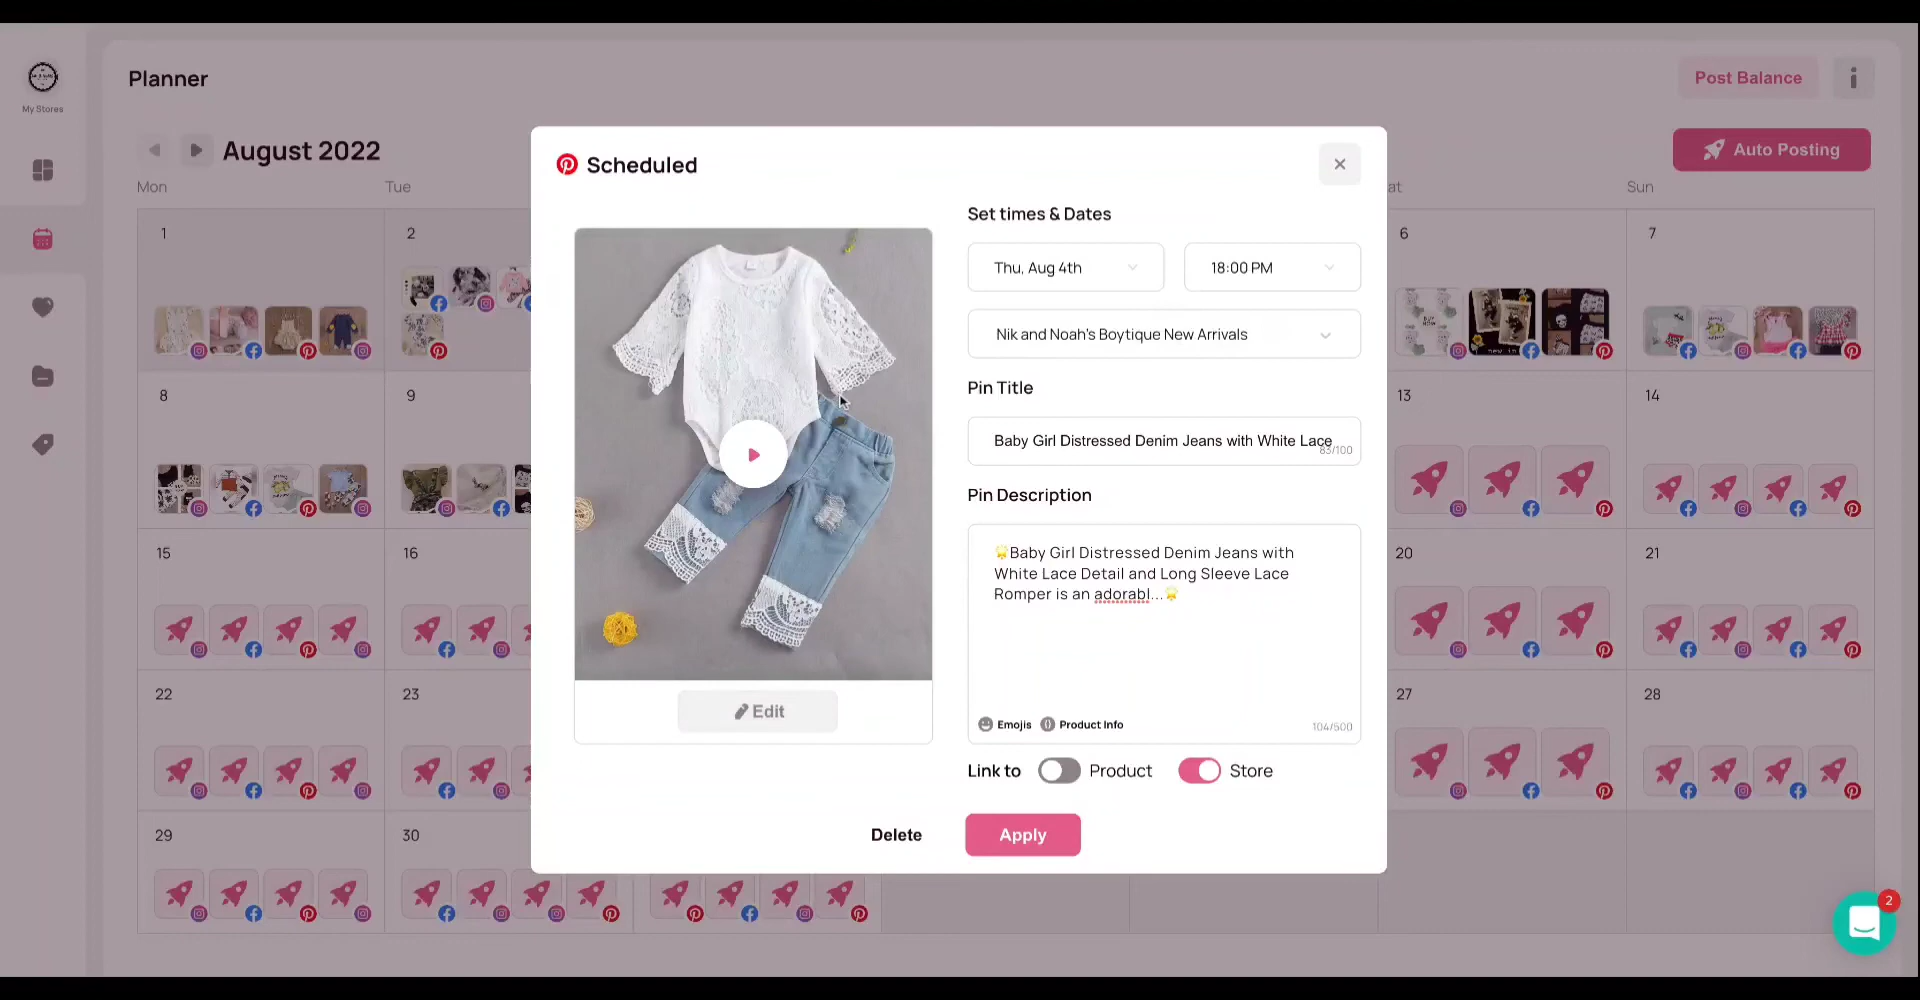 My Stores
Planner
Post Balance
August 2022
Auto Posting
Mon
Tue
at
Sun
1
2
6
7
8
9
13
14
15
16
20
21
22
23
27
28
29
30
Scheduled
Set times & Dates
Thu, Aug 4th
18:00 PM
Nik and Noah's Boytique New Arrivals
Pin Title
Baby Girl Distressed Denim Jeans with White Lace
83/100
Pin Description
🌟Baby Girl Distressed Denim Jeans with
White Lace Detail and Long Sleeve Lace
Romper is an adorabl...🌟
Emojis
Product Info
104/500
Edit
Link to
Product
Store
Delete
Apply
2